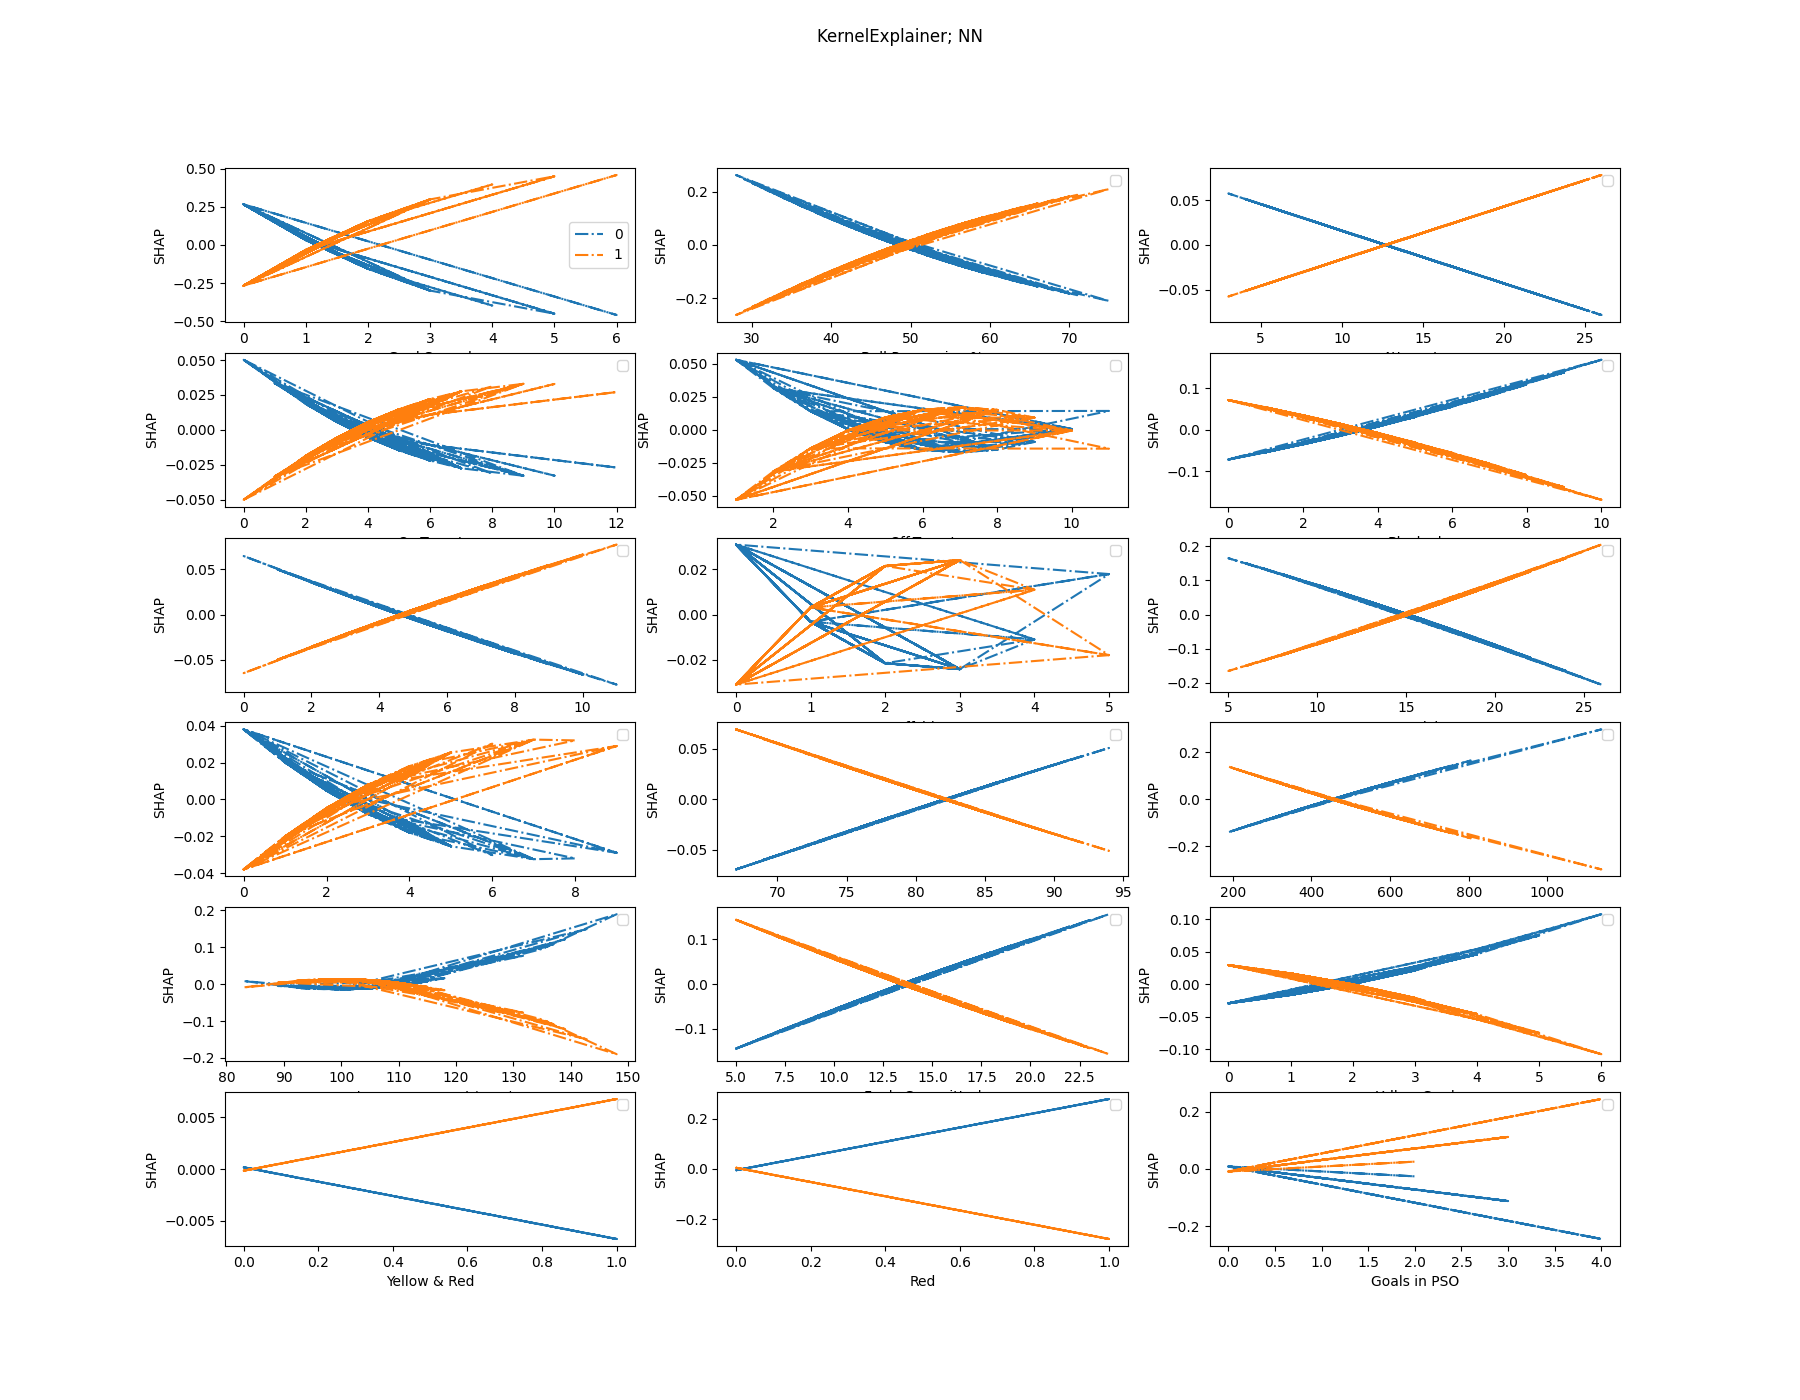 KernelExplainer; NN
0.50
0.25
0.00
−0.25
−0.50
SHAP
0
1
0 1 2 3 4 5 6
0.2
0.0
−0.2
SHAP
30 40 50 60 70
0.05
0.00
−0.05
SHAP
5 10 15 20 25
0.050
0.025
0.000
−0.025
−0.050
SHAP
0 2 4 6 8 10 12
0.050
0.025
0.000
−0.025
−0.050
SHAP
2 4 6 8 10
0.1
0.0
−0.1
SHAP
0 2 4 6 8 10
0.05
0.00
−0.05
SHAP
0 2 4 6 8 10
0.02
0.00
−0.02
SHAP
0 1 2 3 4 5
0.2
0.1
0.0
−0.1
−0.2
SHAP
5 10 15 20 25
0.04
0.02
0.00
−0.02
−0.04
SHAP
0 2 4 6 8
0.05
0.00
−0.05
SHAP
70 75 80 85 90 95
0.2
0.0
−0.2
SHAP
200 400 600 800 1000
0.2
0.1
0.0
−0.1
−0.2
SHAP
80 90 100 110 120 130 140 150
0.1
0.0
−0.1
SHAP
5.0 7.5 10.0 12.5 15.0 17.5 20.0 22.5
0.10
0.05
0.00
−0.05
−0.10
SHAP
0 1 2 3 4 5 6
0.005
0.000
−0.005
SHAP
0.0 0.2 0.4 0.6 0.8 1.0
Yellow & Red
0.2
0.0
−0.2
SHAP
0.0 0.2 0.4 0.6 0.8 1.0
Red
0.2
0.0
−0.2
SHAP
0.0 0.5 1.0 1.5 2.0 2.5 3.0 3.5 4.0
Goals in PSO